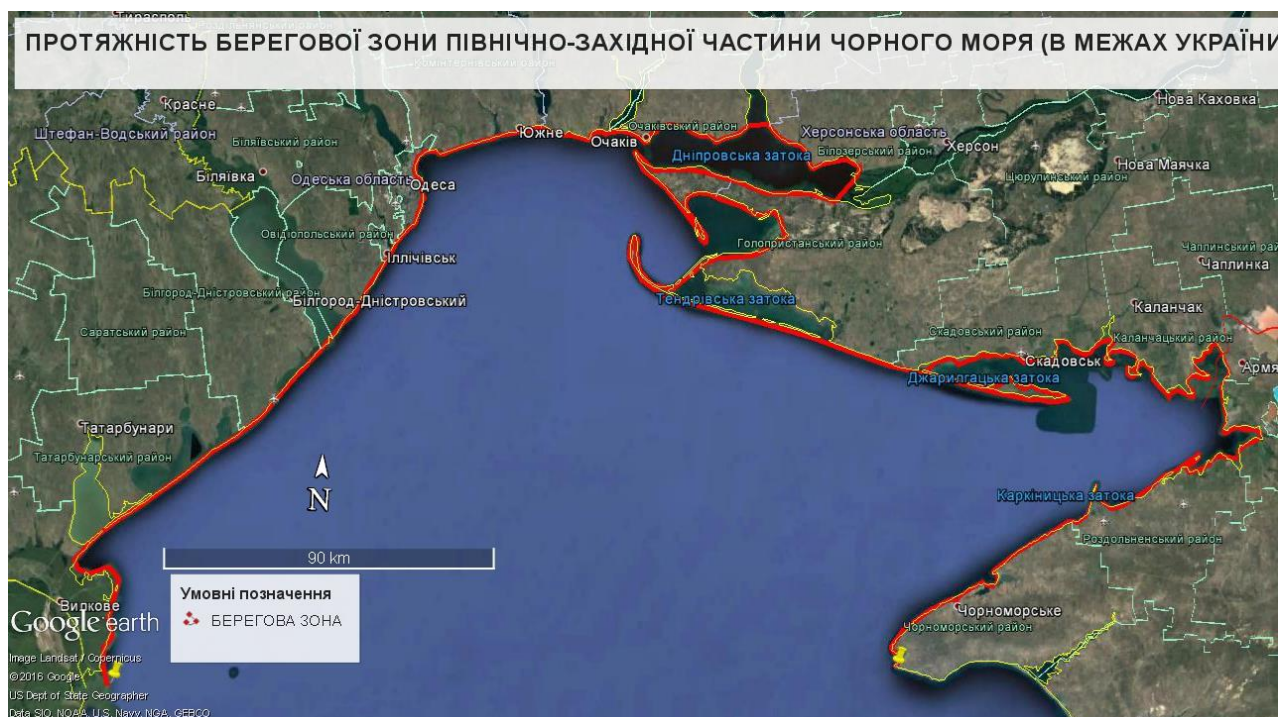 Тирасполь
ПРОТЯЖНІСТЬ БЕРЕГОВОЇ ЗОНИ ПІВНІЧНО-ЗАХІДНОЇ ЧАСТИНИ ЧОРНОГО МОРЯ (В МЕЖАХ УКРАЇНИ
Комінтернівський район
Красне
Нова Каховка
Штефан-Водський район
Біляївський район
Южне
Очаківський район
Очаків
Херсонська область
Білозерський район
Херсон
Дніпровська затока
Нова Маячка
Біляївка
Одеська область
Одеса
Цюрупинський район
Овідіопольський район
Голопристанський район
Чаплинський рай
Іллічівськ
Чаплинка
Білгород-Дністровський район
Білгород-Дністровський
Тендрівська затока
Каланчак
Саратський район
Скадовський район
Каланчацький район
Скадовськ
Армя
Джарилгацька затока
Татарбунари
Татарбунарський район
N
Каркіницька затока
Роздольненський район
90 km
Умовні позначення
БЕРЕГОВА ЗОНА
Вилкове
Чорноморське
Чорноморський район
Google earth
Image Landsat / Copernicus
©2016 Google
US Dept of State Geographer
Data SIO, NOAA, U.S. Navy, NGA, GEBCO